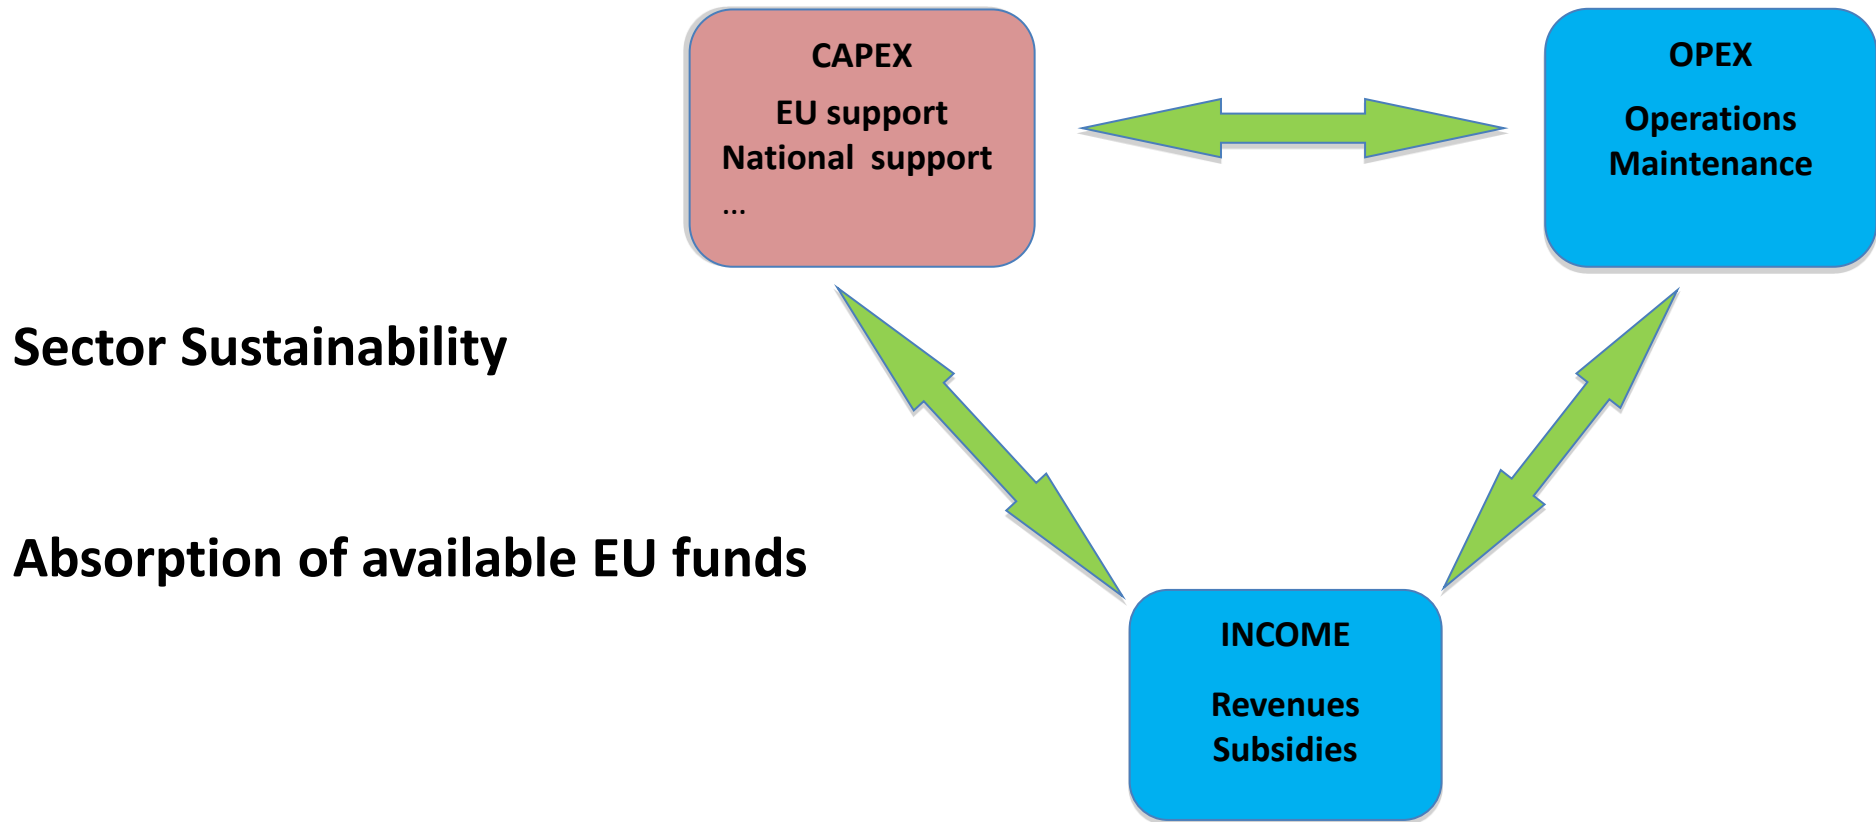 CAPEX
EU support
National  support
...
OPEX
Operations
Maintenance
Sector Sustainability
Absorption of available EU funds
INCOME
Revenues
Subsidies